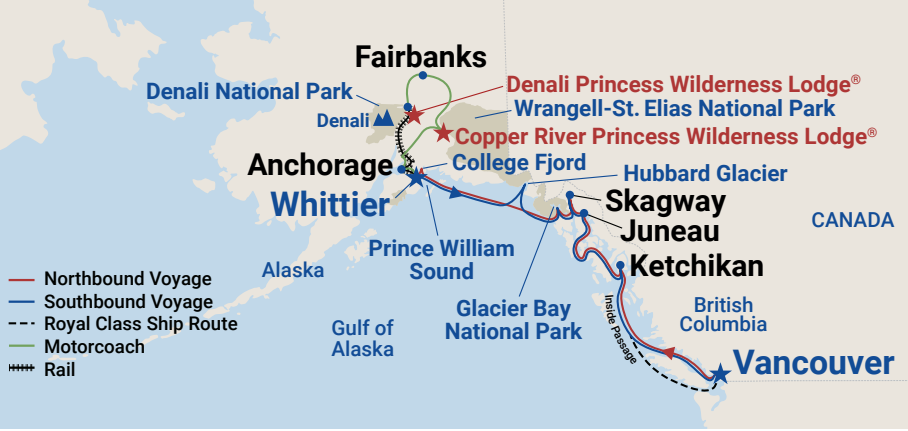 Fairbanks
Denali National Park
Denali Princess Wilderness Lodge®
Wrangell-St. Elias National Park
Denali
Copper River Princess Wilderness Lodge®
Anchorage
College Fjord
Hubbard Glacier
Whittier
Skagway
CANADA
Juneau
Prince William
Sound
Alaska
Ketchikan
Northbound Voyage
Southbound Voyage
Royal Class Ship Route
Motorcoach
Rail
Glacier Bay
National Park
British
Columbia
Gulf of
Alaska
Inside Passage
Vancouver